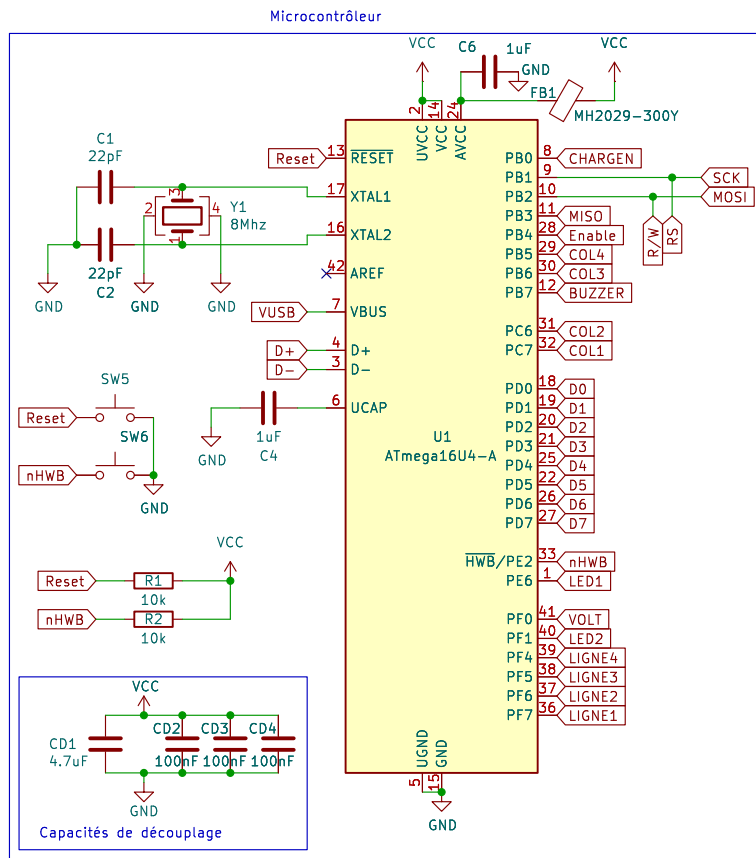 Microcontrôleur
VCC
C6
1uF
GND
VCC
FB1
MH2029-300Y
2
14
24
UVCC
VCC
AVCC
C1
22pF
Reset
13
RESET
17
XTAL1
3
2
4
1
Y1
8Mhz
16
XTAL2
22pF
C2
GND
GND
GND
42
AREF
VUSB
7
VBUS
D+
4
D+
D-
3
D-
6
UCAP
1uF
C4
GND
U1
ATmega16U4-A
PB0
8
CHARGEN
PB1
9
SCK
PB2
10
MOSI
PB3
11
MISO
R/W
RS
PB4
28
Enable
PB5
29
COL4
PB6
30
COL3
PB7
12
BUZZER
PC6
31
COL2
PC7
32
COL1
PD0
18
D0
PD1
19
D1
PD2
20
D2
PD3
21
D3
PD4
25
D4
PD5
22
D5
PD6
26
D6
PD7
27
D7
HWB/PE2
33
nHWB
PE6
1
LED1
PF0
41
VOLT
PF1
40
LED2
PF4
39
LIGNE4
PF5
38
LIGNE3
PF6
37
LIGNE2
PF7
36
LIGNE1
UGND
GND
5
15
GND
SW5
Reset
SW6
nHWB
GND
VCC
Reset
R1
10k
nHWB
R2
10k
VCC
CD1
4.7uF
CD2
100nF
CD3
100nF
CD4
100nF
GND
Capacités de découplage